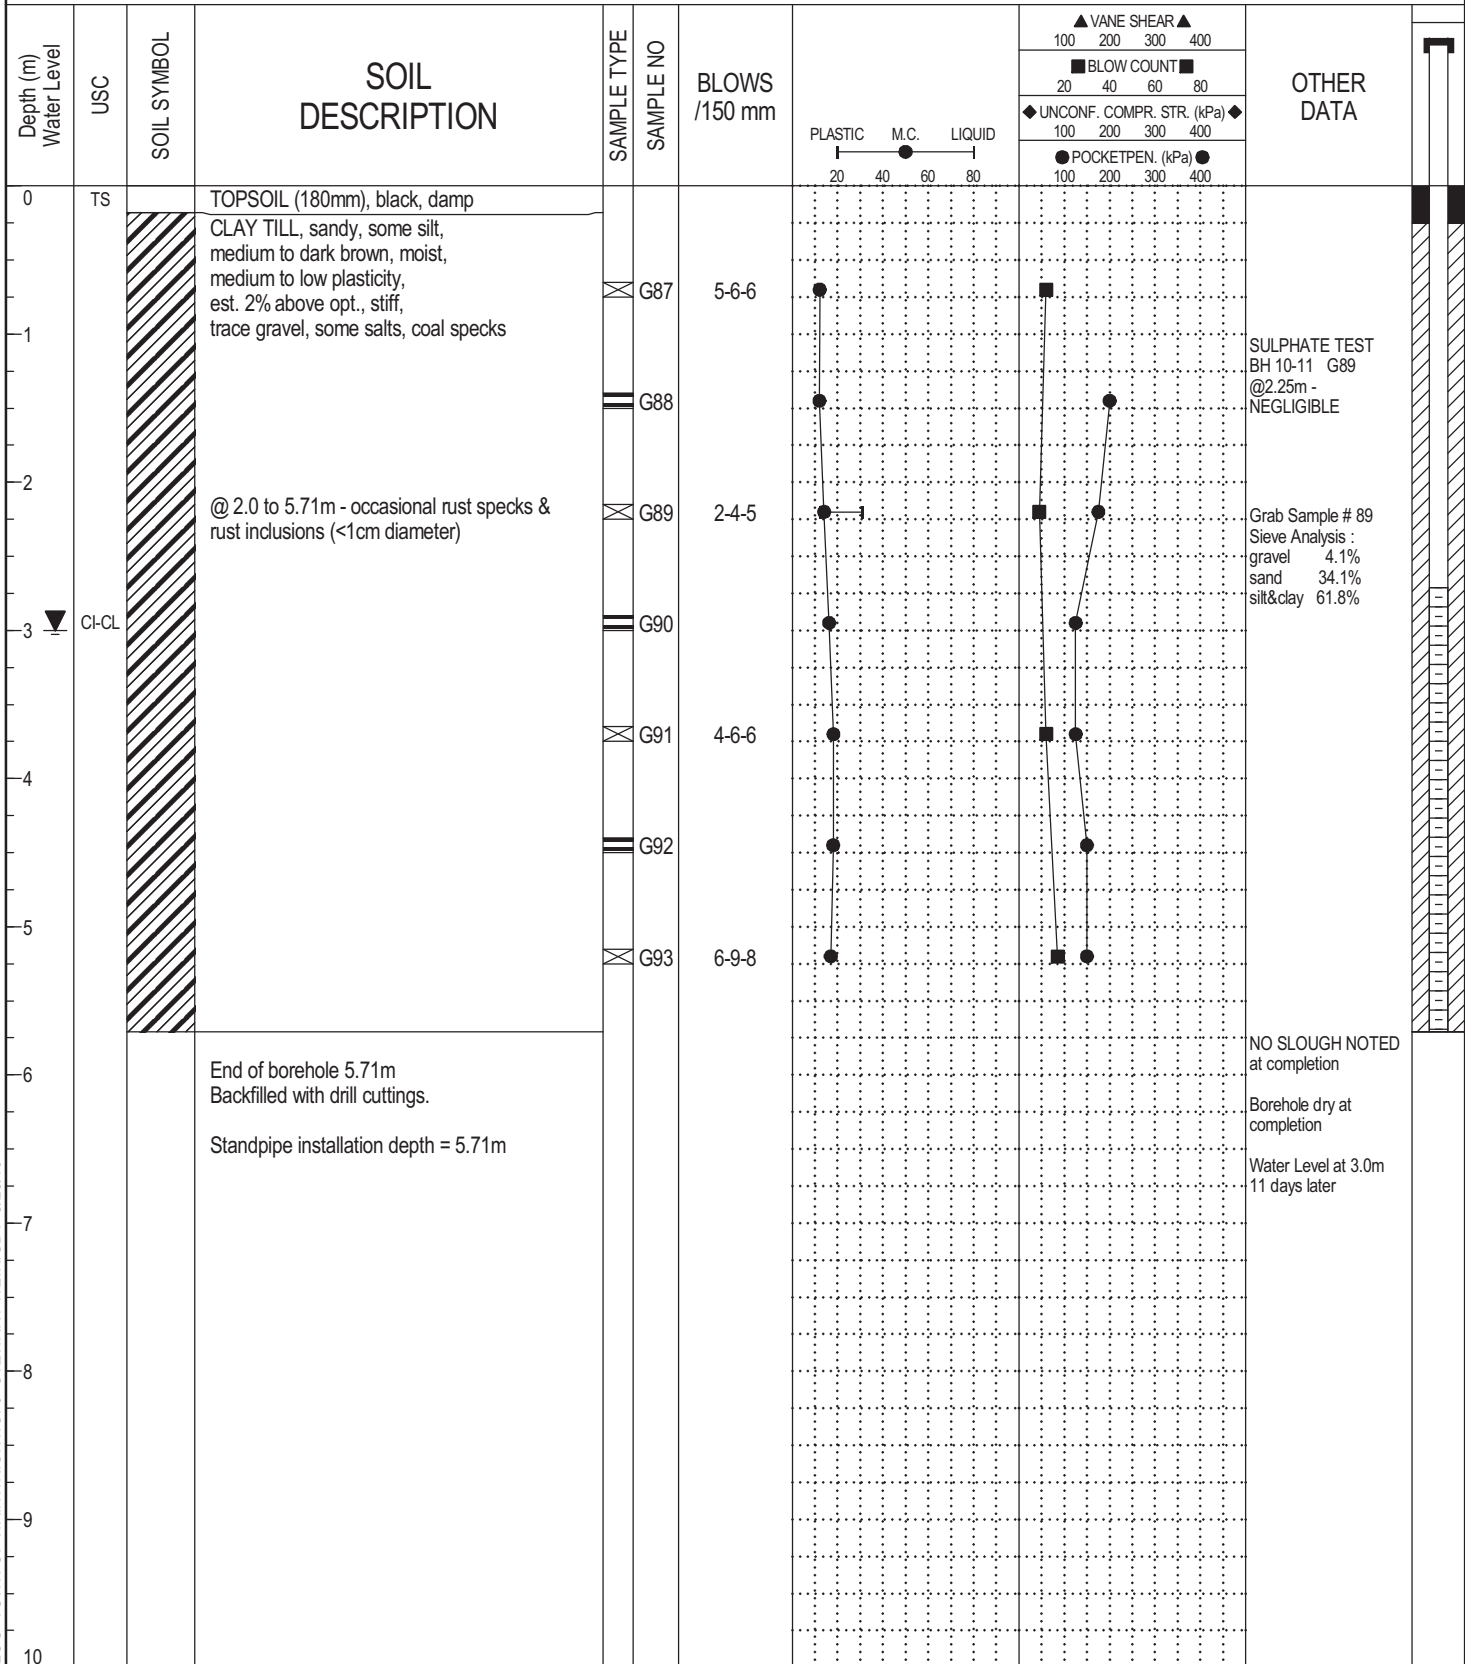 Depth (m)
Water Level
USC
SOIL SYMBOL
SOIL
DESCRIPTION
SAMPLE TYPE
SAMPLE NO
BLOWS
/150 mm
PLASTIC M.C. LIQUID
20 40 60 80
▲ VANE SHEAR ▲
100 200 300 400
■ BLOW COUNT ■
20 40 60 80
◆ UNCONF. COMPR. STR. (kPa) ◆
100 200 300 400
● POCKETPEN. (kPa) ●
100 200 300 400
OTHER
DATA
0 TS TOPSOIL (180mm), black, damp
CLAY TILL, sandy, some silt,
medium to dark brown, moist,
medium to low plasticity,
est. 2% above opt., stiff,
trace gravel, some salts, coal specks
G87 5-6-6
1
SULPHATE TEST
BH 10-11 G89
@2.25m -
NEGLIGIBLE
G88
2
@ 2.0 to 5.71m - occasional rust specks &
rust inclusions (<1cm diameter)
G89 2-4-5
Grab Sample # 89
Sieve Analysis :
gravel 4.1%
sand 34.1%
silt&clay 61.8%
3 CI-CL
G90
G91 4-6-6
4
G92
5
G93 6-9-8
NO SLOUGH NOTED
at completion
6
End of borehole 5.71m
Backfilled with drill cuttings.
Borehole dry at
completion
Standpipe installation depth = 5.71m
Water Level at 3.0m
11 days later
7
8
9
10